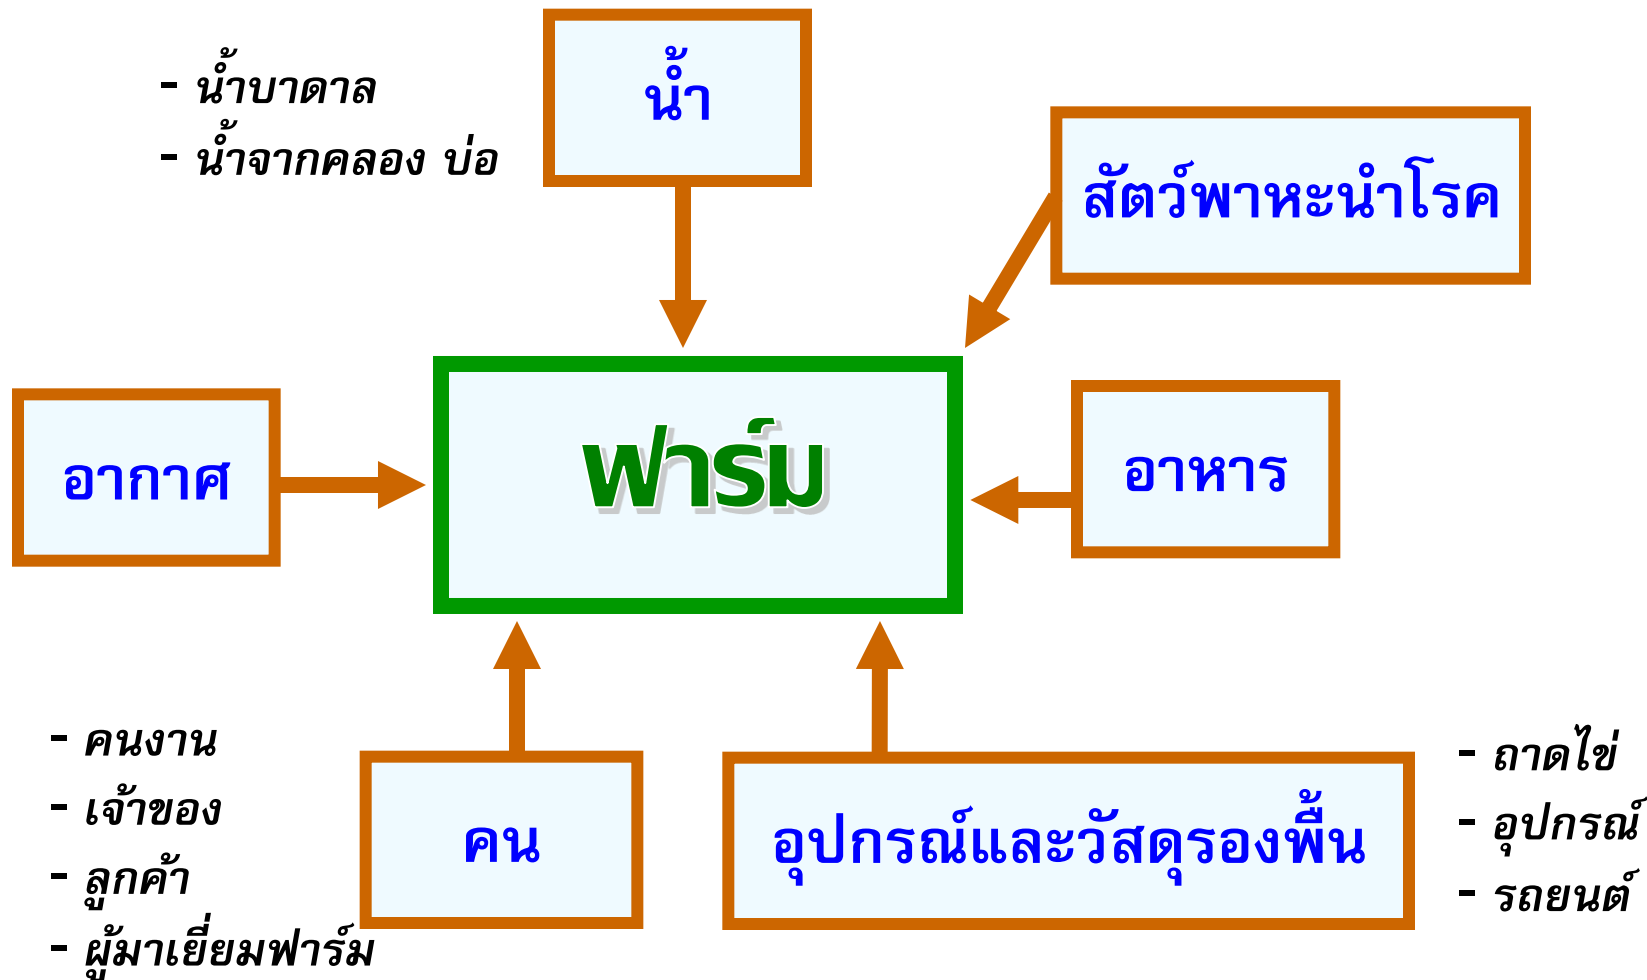 น้ำ
- น้ำบาดาล
- น้ำจากคลอง บ่อ
สัตว์พาหะนำโรค
อากาศ
ฟาร์ม
อาหาร
- คนงาน
- เจ้าของ
- ลูกค้า
- ผู้มาเยี่ยมฟาร์ม
คน
อุปกรณ์และวัสดุรองพื้น
- ถาดไข่
- อุปกรณ์
- รถยนต์